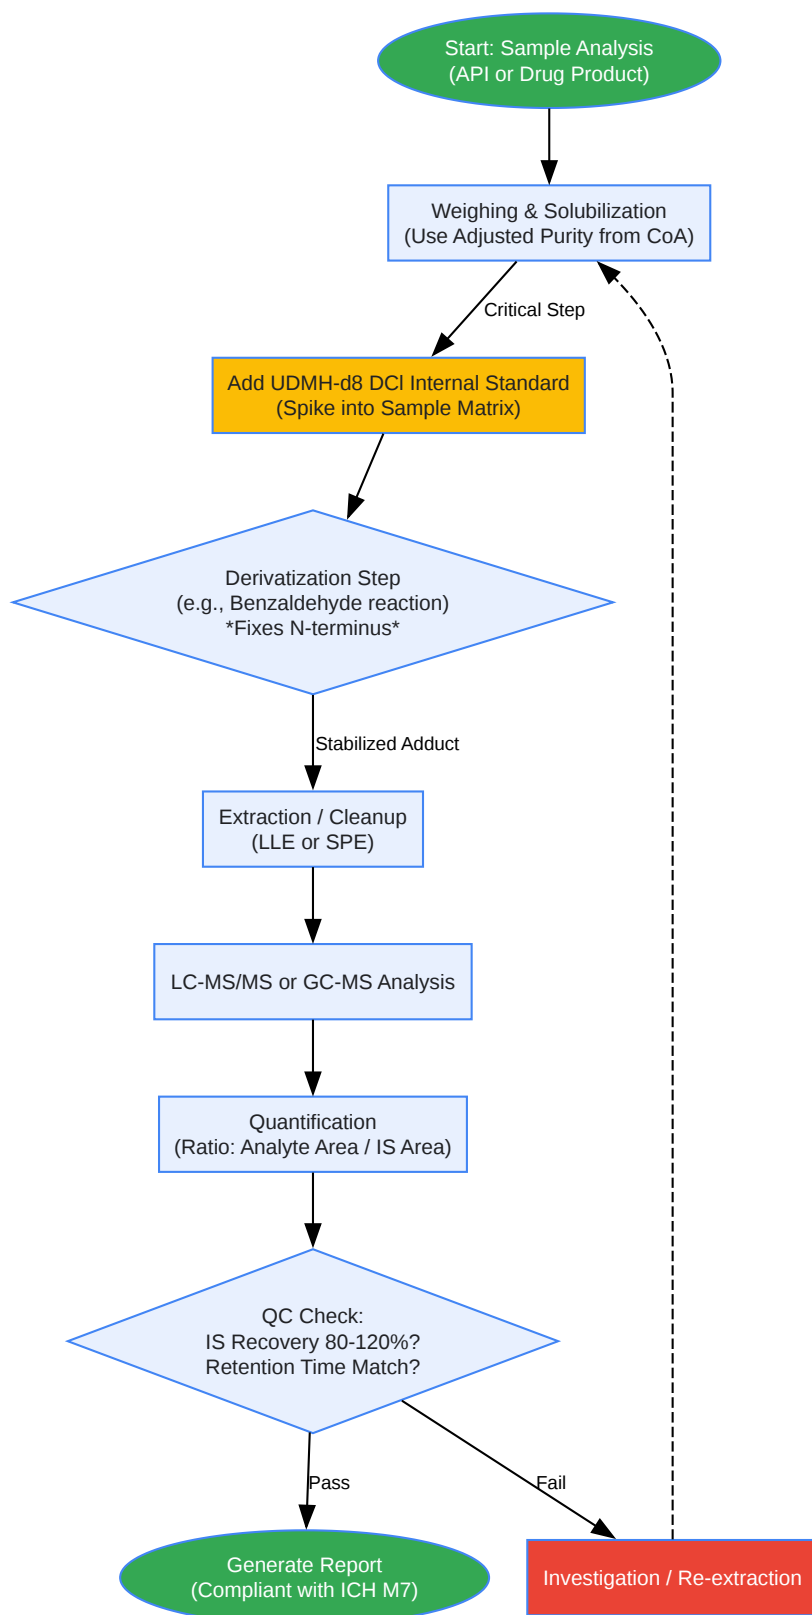 Start: Sample Analysis
(API or Drug Product)
Weighing & Solubilization
(Use Adjusted Purity from CoA)
Critical Step
Add UDMH-d8 DCl Internal Standard
(Spike into Sample Matrix)
Derivatization Step
(e.g., Benzaldehyde reaction)
*Fixes N-terminus*
Stabilized Adduct
Extraction / Cleanup
(LLE or SPE)
LC-MS/MS or GC-MS Analysis
Quantification
(Ratio: Analyte Area / IS Area)
QC Check:
IS Recovery 80-120%?
Retention Time Match?
Pass
Fail
Generate Report
(Compliant with ICH M7)
Investigation / Re-extraction